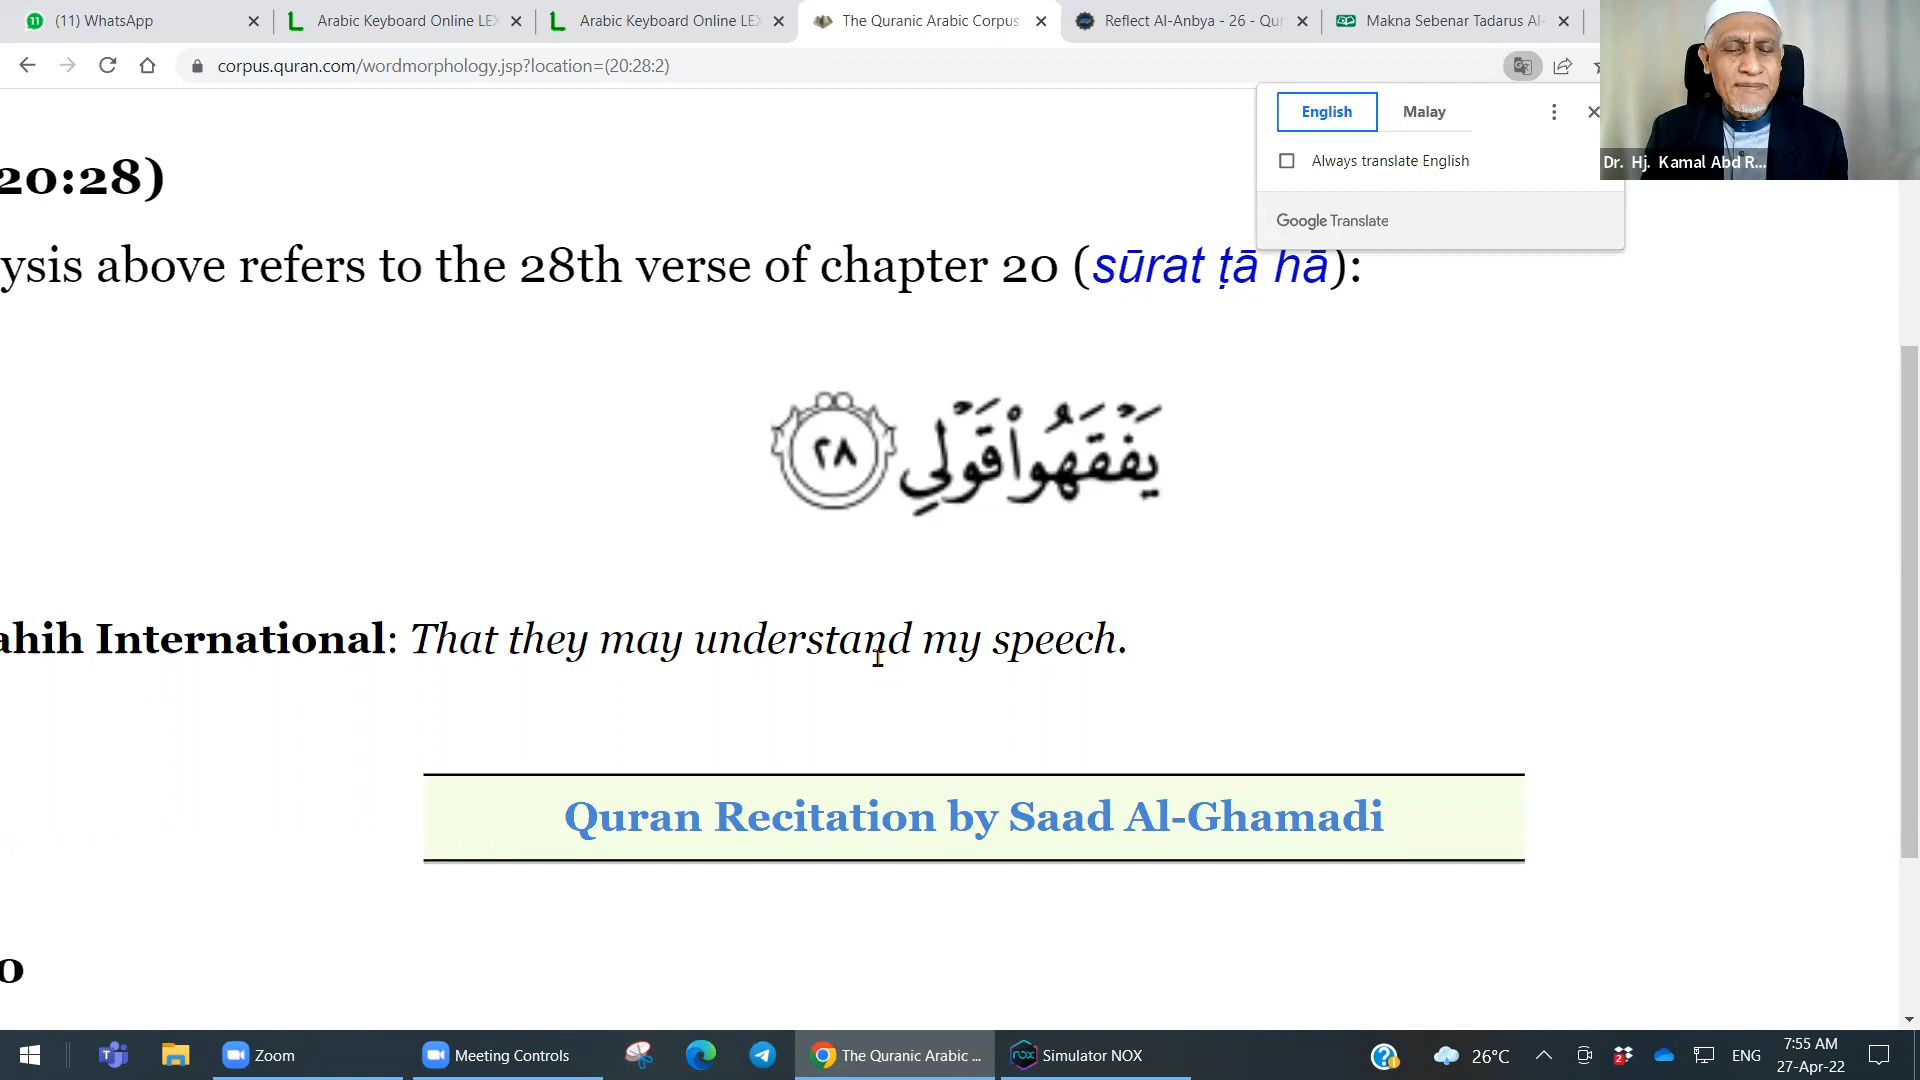 (11) WhatsApp
Arabic Keyboard Online LEX
Arabic Keyboard Online LEX
The Quranic Arabic Corpus
Reflect Al-Anbya - 26 - Qur
Makna Sebenar Tadarus Al-
corpus.quran.com/wordmorphology.jsp?location=(20:28:2)
English Malay
Always translate English
Google Translate
Dr. Hj. Kamal Abd R...
20:28)
ysis above refers to the 28th verse of chapter 20 (sūrat ṭā hā):
يَفْقَهُوا۟ قَوْلِي ٢٨
ahih International: That they may understand my speech.
Quran Recitation by Saad Al-Ghamadi
o
Zoom
Meeting Controls
The Quranic Arabic ...
Simulator NOX
26°C
ENG
7:55 AM
27-Apr-22